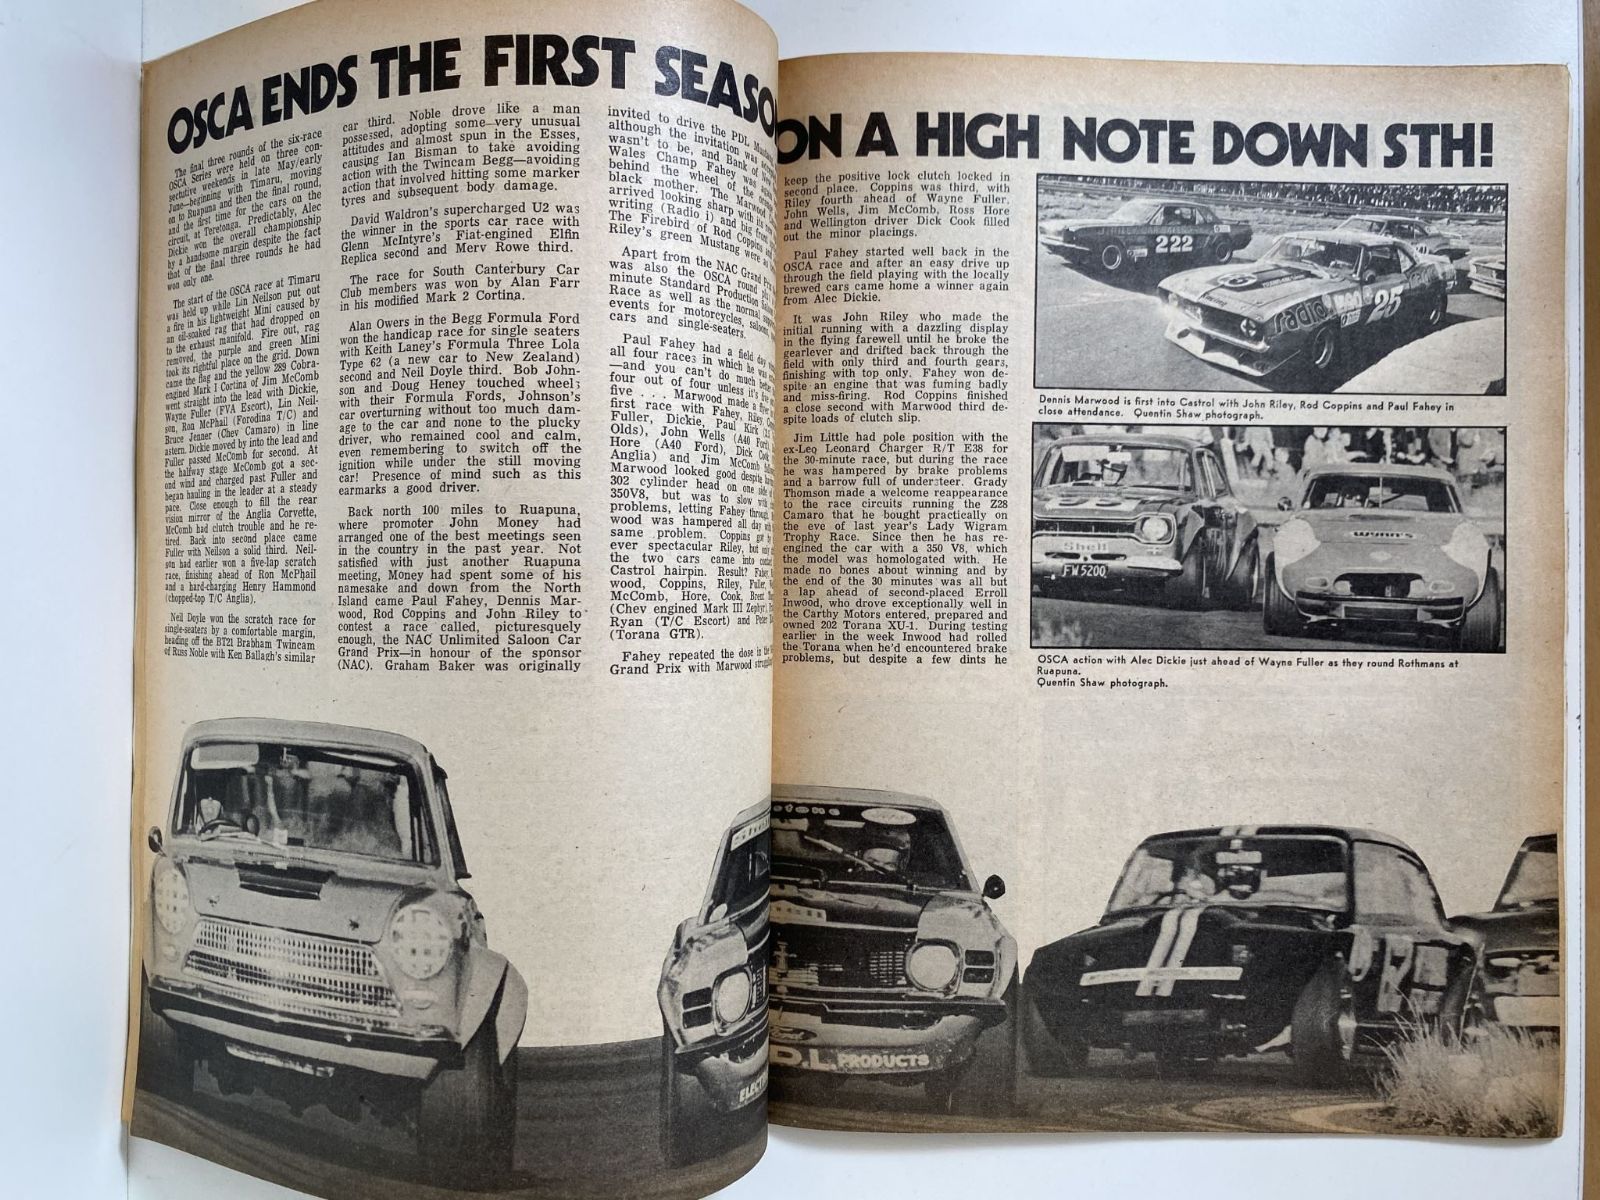 OSCA ENDS THE FIRST SEASON ON A HIGH NOTE DOWN STH!
The final three rounds of the six-race
OSCA Series were held on three con-
secutive weekends in late May/early
June—beginning with Timaru, moving
on to Ruapuna and then the final round,
and the first time for the cars on the
circuit, at Teretonga. Predictably, Alec
Dickie won the overall championship
by a handsome margin despite the fact
that of the final three rounds he had
won only one.
The start of the OSCA race at Timaru
was held up while Lin Neilson put out
a fire in his lightweight Mini caused by
an oil-soaked rag that had dropped on
to the exhaust manifold. Fire out, rag
removed, the purple and green Mini
took its rightful place on the grid. Down
came the flag and the yellow 289 Cobra-
engined Mark I Cortina of Jim McComb
went straight into the lead with Dickie,
Wayne Fuller (FVA Escort), Lin Neil-
son, Ron McPhail (Forodina T/C) and
Bruce Jenner (Chev Camaro) in line
astern. Dickie moved by into the lead and
Fuller passed McComb for second. At
the halfway stage McComb got a sec-
ond wind and charged past Fuller and
began hauling in the leader at a steady
pace. Close enough to fill the rear
vision mirror of the Anglia Corvette,
McComb had clutch trouble and he re-
tired. Back into second place came
Fuller with Neilson a solid third. Neil-
son had earlier won a five-lap scratch
race, finishing ahead of Ron McPhail
and a hard-charging Henry Hammond
(chopped-top T/C Anglia).
Neil Doyle won the scratch race for
single-seaters by a comfortable margin,
heading off the BT21 Brabham Twincam
of Russ Noble with Ken Ballagh's similar
car third. Noble drove like a man
possessed, adopting some very unusual
attitudes and almost spun in the Esses,
causing Ian Bisman to take avoiding
action with the Twincam Begg—avoiding
action that involved hitting some marker
tyres and subsequent body damage.
David Waldron's supercharged U2 was
the winner in the sports car race with
Glenn McIntyre's Fiat-engined Elfin
Replica second and Merv Rowe third.
The race for South Canterbury Car
Club members was won by Alan Farr
in his modified Mark 2 Cortina.
Alan Owers in the Begg Formula Ford
won the handicap race for single seaters
with Keith Laney's Formula Three Lola
Type 62 (a new car to New Zealand)
second and Neil Doyle third. Bob John-
son and Doug Heney touched wheels
with their Formula Fords, Johnson's
car overturning without too much dam-
age to the car and none to the plucky
driver, who remained cool and calm,
even remembering to switch off the
ignition while under the still moving
car! Presence of mind such as this
earmarks a good driver.
Back north 100 miles to Ruapuna,
where promoter John Money had
arranged one of the best meetings seen
in the country in the past year. Not
satisfied with just another Ruapuna
meeting, Money had spent some of his
namesake and down from the North
Island came Paul Fahey, Dennis Mar-
wood, Rod Coppins and John Riley to
contest a race called, picturesquely
enough, the NAC Unlimited Saloon Car
Grand Prix—in honour of the sponsor
(NAC). Graham Baker was originally
invited to drive the PDL
although the invitation was
wasn't to be, and Bank of
Wales Champ Fahey was
behind the wheel of the
black mother. The Marwood
arrived looking sharp with its
writing (Radio i) and big front
The Firebird of Rod Coppins and
Riley's green Mustang were
Apart from the NAC Grand
was also the OSCA round
minute Standard Production
Race as well as the normal
events for motorcycles, saloons,
cars and single-seaters.
Paul Fahey had a field day
all four races in which he was
—and you can't do much better
four out of four unless it's
five . . . Marwood made a
first race with Fahey, Riley,
Fuller, Dickie, Paul Kirk
Olds), John Wells (A40 Ford)
Hore (A40 Ford), Dick Cook
Anglia) and Jim McComb
Marwood looked good despite
302 cylinder head on one side
350V8, but was to slow with
problems, letting Fahey through.
wood was hampered all day
same problem. Coppins got
ever spectacular Riley, but only
the two cars came into
Castrol hairpin. Result? Fahey,
wood, Coppins, Riley, Fuller,
McComb, Hore, Cook, Brent
(Chev engined Mark III Zephyr),
Ryan (T/C Escort) and Peter
(Torana GTR).
Fahey repeated the dose in the
Grand Prix with Marwood
keep the positive lock clutch locked in
second place. Coppins was third, with
Riley fourth ahead of Wayne Fuller,
John Wells, Jim McComb, Ross Hore
and Wellington driver Dick Cook filled
out the minor placings.
Paul Fahey started well back in the
OSCA race and after an easy drive up
through the field playing with the locally
brewed cars came home a winner again
from Alec Dickie.
It was John Riley who made the
initial running with a dazzling display
in the flying farewell until he broke the
gearlever and drifted back through the
field with only third and fourth gears,
finishing with top only. Fahey won de-
spite an engine that was fuming badly
and miss-firing. Rod Coppins finished
a close second with Marwood third de-
spite loads of clutch slip.
Jim Little had pole position with the
ex-Leo Leonard Charger R/T E38 for
the 30-minute race, but during the race
he was hampered by brake problems
and a barrow full of understeer. Grady
Thomson made a welcome reappearance
to the race circuits running the Z28
Camaro that he bought practically on
the eve of last year's Lady Wigram
Trophy Race. Since then he has re-
engined the car with a 350 V8, which
the model was homologated with. He
made no bones about winning and by
the end of the 30 minutes was all but
a lap ahead of second-placed Erroll
Inwood, who drove exceptionally well in
the Carthy Motors entered, prepared and
owned 202 Torana XU-1. During testing
earlier in the week Inwood had rolled
the Torana when he'd encountered brake
problems, but despite a few dints he
222
radio
25
Dennis Marwood is first into Castrol with John Riley, Rod Coppins and Paul Fahey in
close attendance. Quentin Shaw photograph.
Shell
FW5200
WYNN'S
OSCA action with Alec Dickie just ahead of Wayne Fuller as they round Rothmans at
Ruapuna.
Quentin Shaw photograph.
Shell
Ford
D.L. PRODUCTS